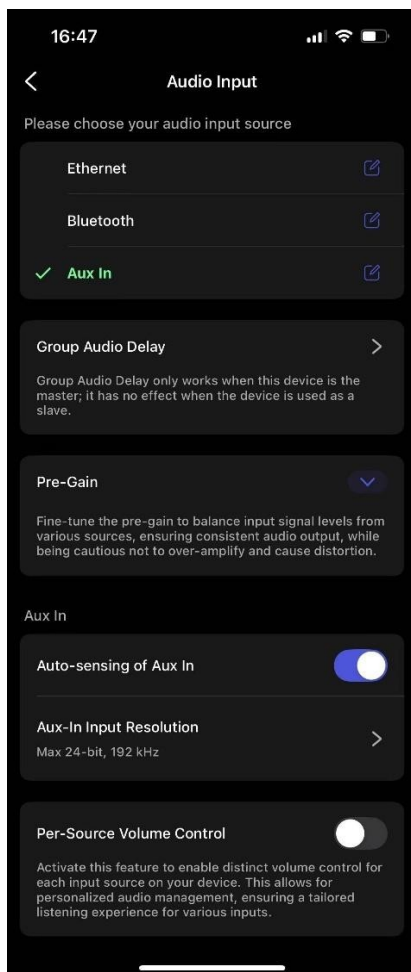 16:47
Audio Input
Please choose your audio input source
Ethernet
Bluetooth
Aux In
Group Audio Delay
Group Audio Delay only works when this device is the
master; it has no effect when the device is used as a
slave.
Pre-Gain
Fine-tune the pre-gain to balance input signal levels from
various sources, ensuring consistent audio output, while
being cautious not to over-amplify and cause distortion.
Aux In
Auto-sensing of Aux In
Aux-In Input Resolution
Max 24-bit, 192 kHz
Per-Source Volume Control
Activate this feature to enable distinct volume control for
each input source on your device. This allows for
personalized audio management, ensuring a tailored
listening experience for various inputs.